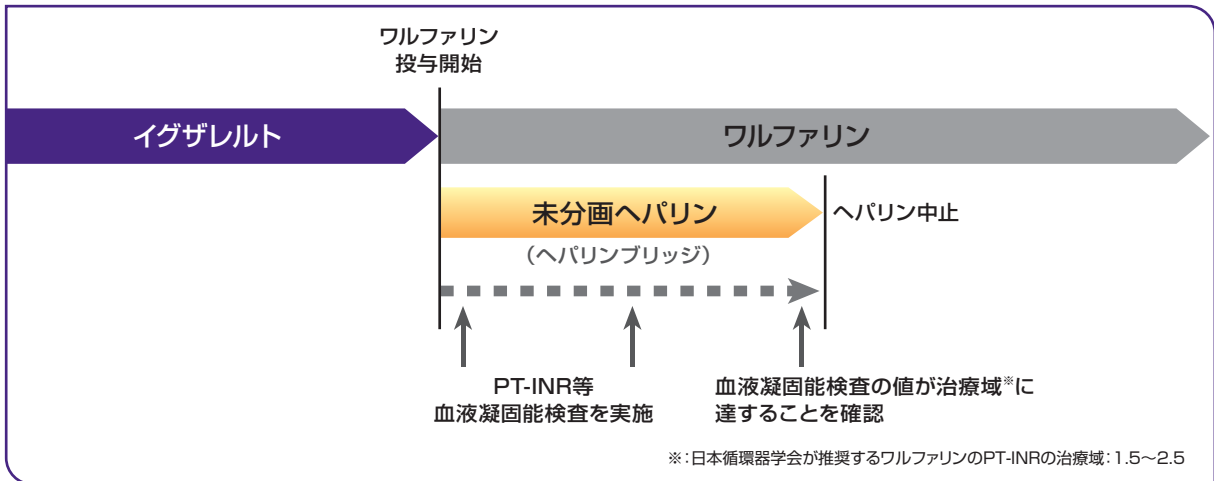 ワルファリン
投与開始
イグザレルト
ワルファリン
未分画ヘパリン
ヘパリン中止
（ヘパリンブリッジ）
PT-INR等
血液凝固能検査を実施
血液凝固能検査の値が治療域※に
達することを確認
※：日本循環器学会が推奨するワルファリンのPT-INRの治療域：1.5～2.5